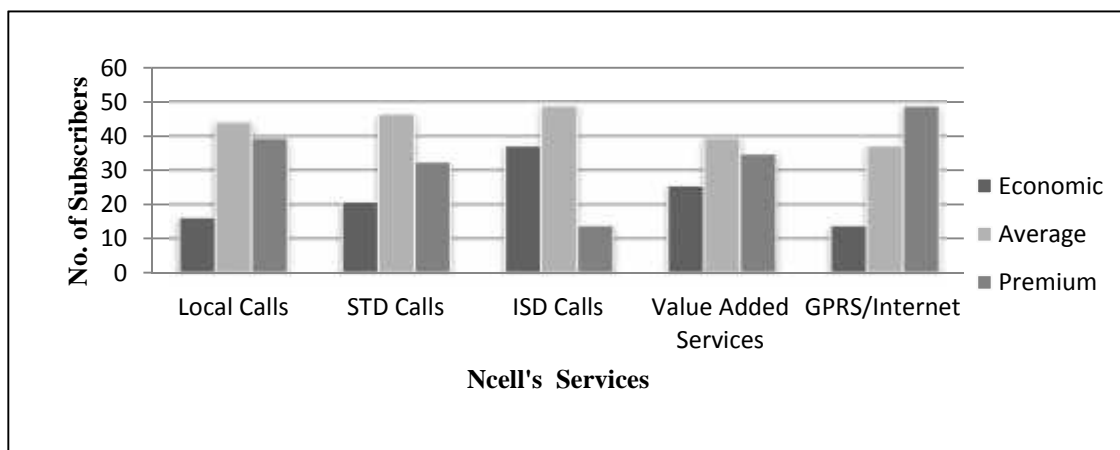 60
50
40
30
20
10
0
No. of Subscribers
Local Calls
STD Calls
ISD Calls
Value Added
Services
GPRS/Internet
Ncell's Services
Economic
Average
Premium